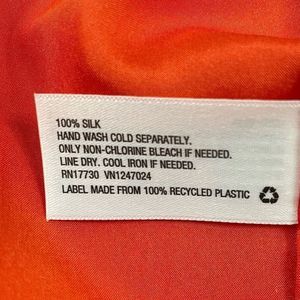 100% SILK
HAND WASH COLD SEPARATELY.
ONLY NON-CHLORINE BLEACH IF NEEDED.
LINE DRY. COOL IRON IF NEEDED.
RN17730 VN1247024
LABEL MADE FROM 100% RECYCLED PLASTIC